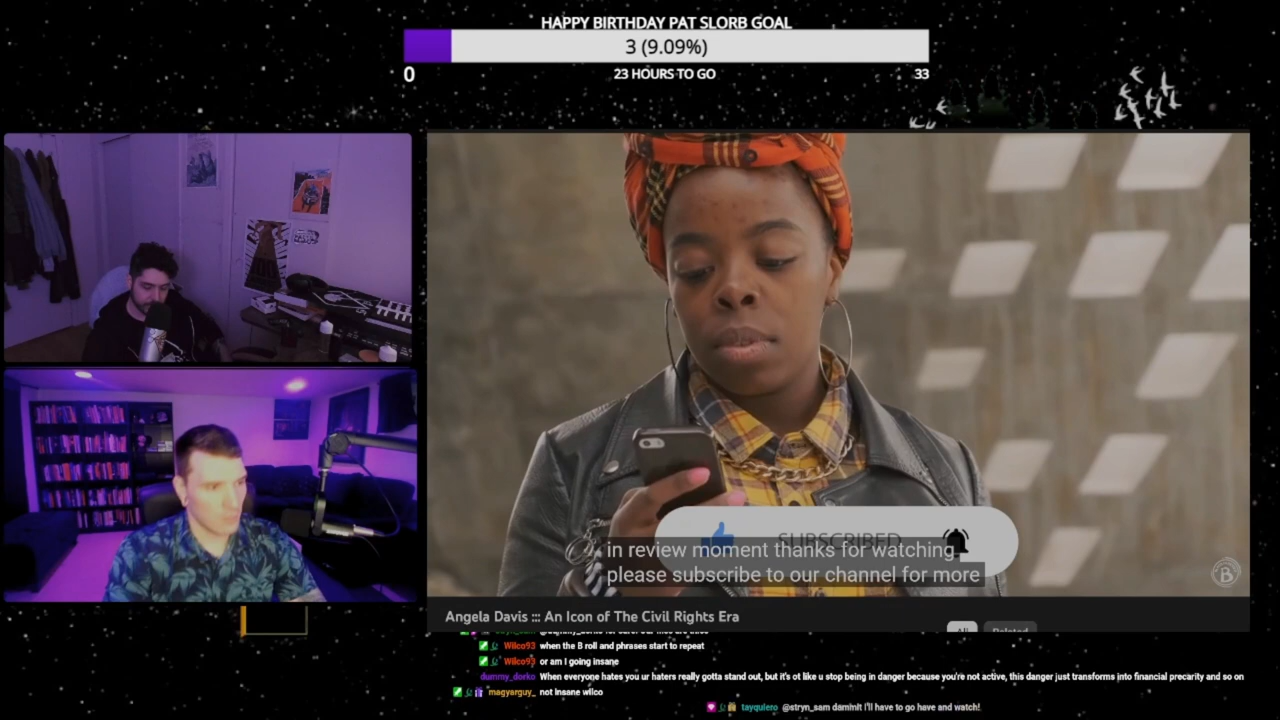 HAPPY BIRTHDAY PAT SLORB GOAL
3 (9.09%)
0 23 HOURS TO GO 33
SUBSCRIBED
in review moment thanks for watching
please subscribe to our channel for more
Angela Davis ::: An Icon of The Civil Rights Era
All Related
Wilco93 when the B roll and phrases start to repeat
Wilco93 or am I going insane
dummy_dorko When everyone hates you ur haters really gotta stand out, but it's ot like u stop being in danger because you're not active, this danger just transforms into financial precarity and so on
magyarguy_ not insane wilco
tayquiero @stryn_sam dammit i'll have to go have and watch!